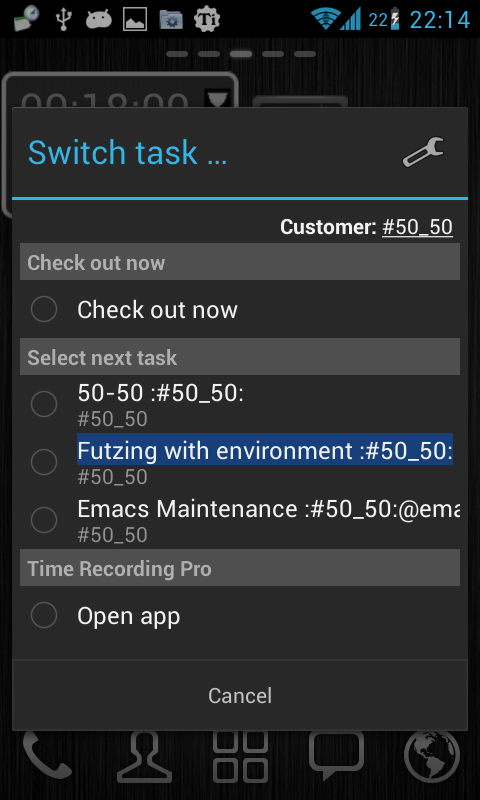 Ti 22 22:14
00:18:00
Switch task ...
Customer: #50_50
Check out now
Check out now
Select next task
50-50 :#50_50:
#50_50
Futzing with environment :#50_50:
#50_50
Emacs Maintenance :#50_50:@ema
#50_50
Time Recording Pro
Open app
Cancel